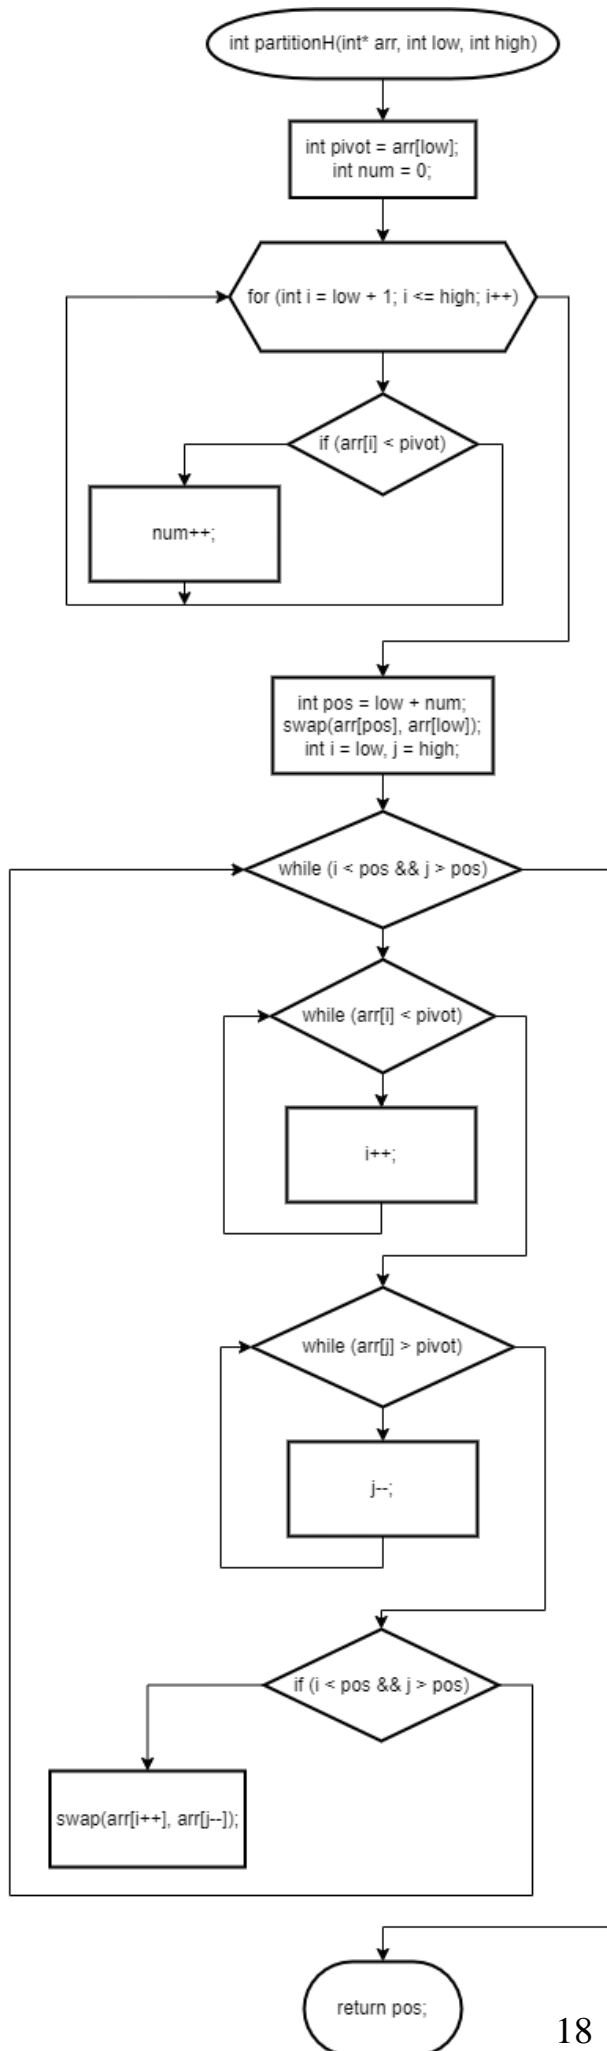 int partitionH(int* arr, int low, int high)
int pivot = arr[low];
int num = 0;
for (int i = low + 1; i <= high; i++)
if (arr[i] < pivot)
num++;
int pos = low + num;
swap(arr[pos], arr[low]);
int i = low, j = high;
while (i < pos && j > pos)
while (arr[i] < pivot)
i++;
while (arr[j] > pivot)
j--;
if (i < pos && j > pos)
swap(arr[i++], arr[j--]);
return pos;
18